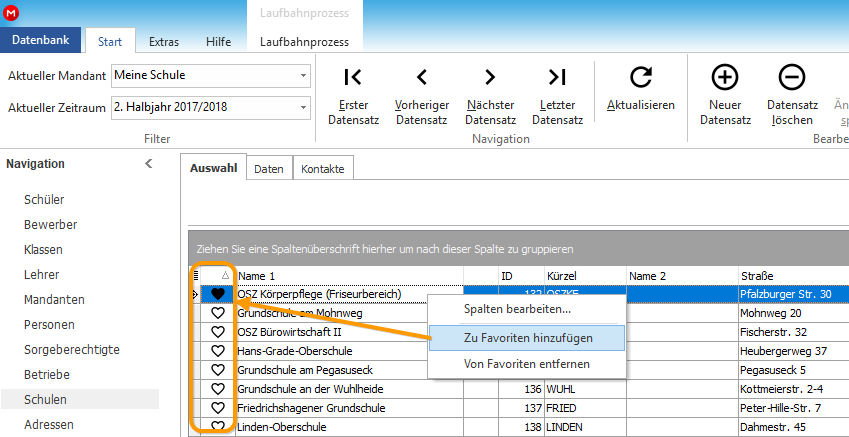 M
Laufbahnprozess
Datenbank Start Extras Hilfe Laufbahnprozess
Aktueller Mandant Meine Schule
Aktueller Zeitraum 2. Halbjahr 2017/2018
Filter
Erster Datensatz
Vorheriger Datensatz
Nächster Datensatz
Letzter Datensatz
Aktualisieren
Navigation
Neuer Datensatz
Datensatz löschen
Än
sp
Bearbe
Navigation
Schüler
Bewerber
Klassen
Lehrer
Mandanten
Personen
Sorgeberechtigte
Betriebe
Schulen
Adressen
Auswahl Daten Kontakte
Ziehen Sie eine Spaltenüberschrift hierher um nach dieser Spalte zu gruppieren
Name 1 ID Kürzel Name 2 Straße
OSZ Körperpflege (Friseurbereich) Pfalzburger Str. 30
Grundschule am Mohnweg Mohnweg 20
OSZ Bürowirtschaft II Fischerstr. 32
Hans-Grade-Oberschule Heubergerweg 37
Grundschule am Pegasuseck Pegasuseck 5
Grundschule an der Wuhlheide 136 WUHL Kottmeierstr. 2-4
Friedrichshagener Grundschule 137 FRIED Peter-Hille-Str. 7
Linden-Oberschule 138 LINDEN Dahmestr. 45
Spalten bearbeiten...
Zu Favoriten hinzufügen
Von Favoriten entfernen